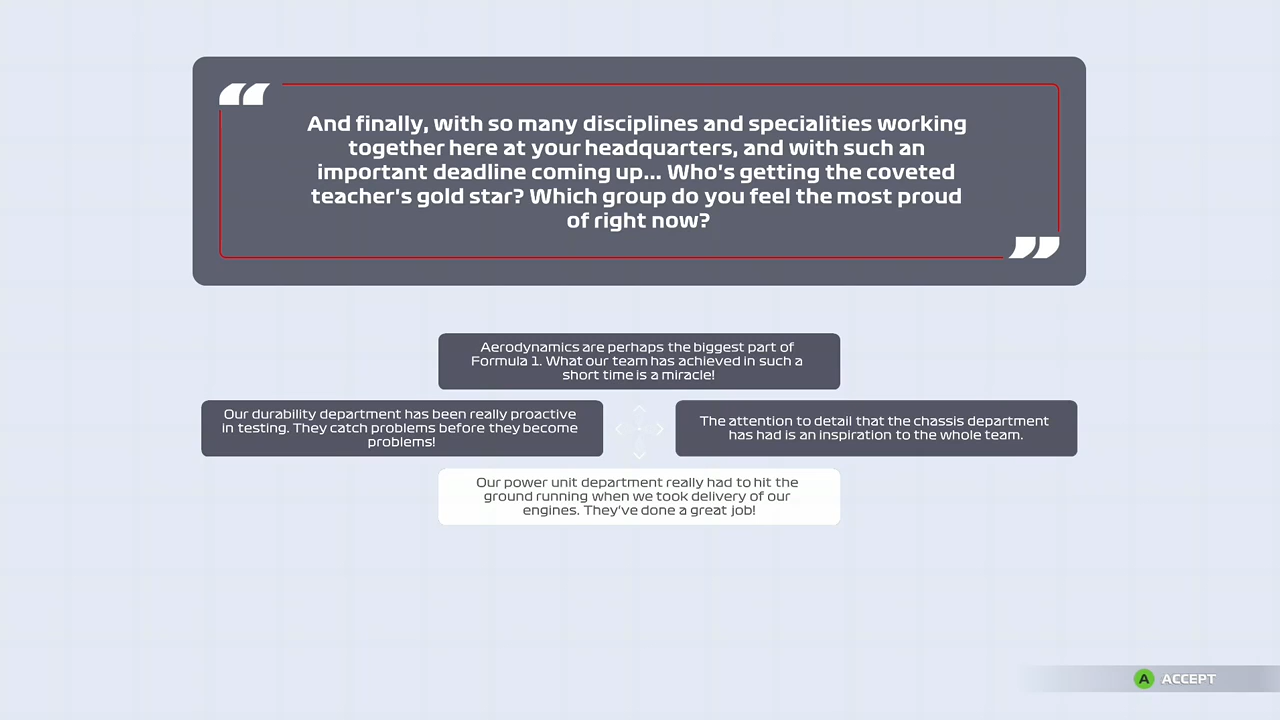 And finally, with so many disciplines and specialities working
together here at your headquarters, and with such an
important deadline coming up... Who's getting the coveted
teacher's gold star? Which group do you feel the most proud
of right now?
Aerodynamics are perhaps the biggest part of
Formula 1. What our team has achieved in such a
short time is a miracle!
Our durability department has been really proactive
in testing. They catch problems before they become
problems!
The attention to detail that the chassis department
has had is an inspiration to the whole team.
Our power unit department really had to hit the
ground running when we took delivery of our
engines. They've done a great job!
A ACCEPT